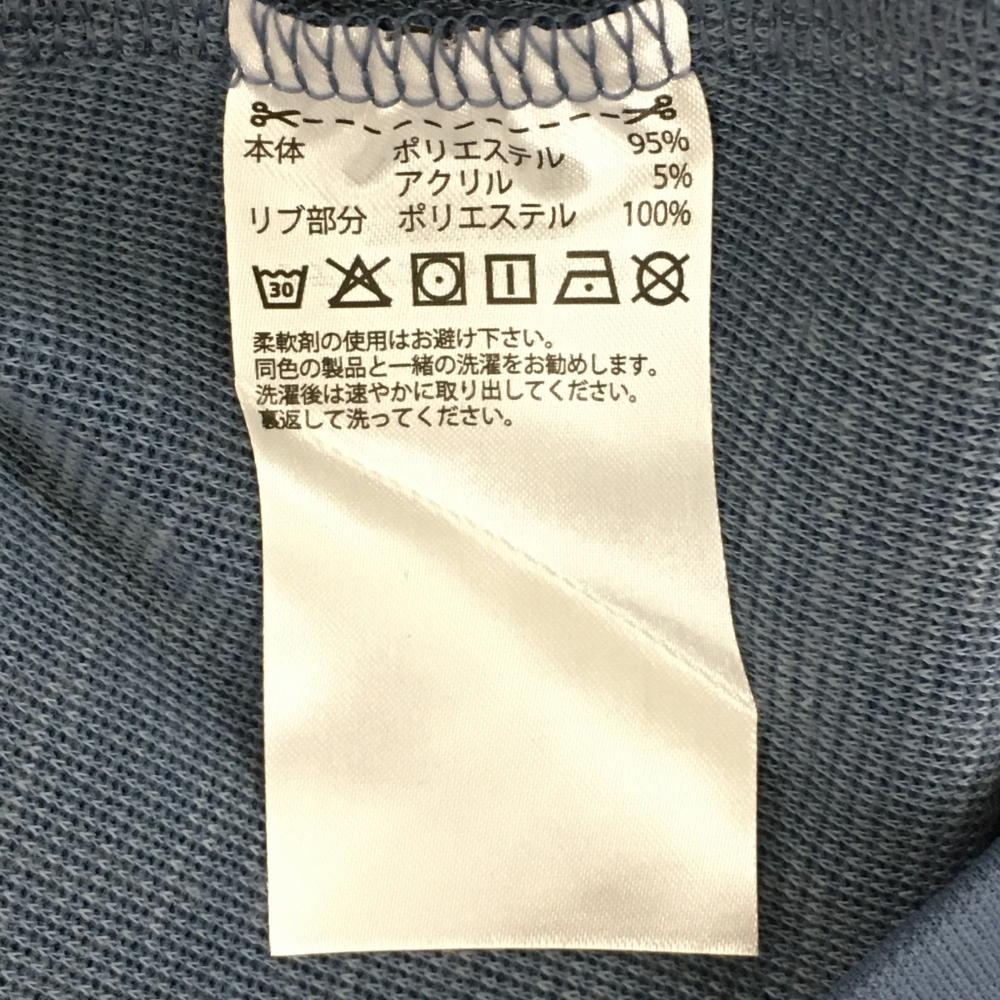 本体 ポリエステル 95%
アクリル 5%
リブ部分 ポリエステル 100%
30
柔軟剤の使用はお避け下さい。
同色の製品と一緒の洗濯をお勧めします。
洗濯後は速やかに取り出してください。
裏返して洗ってください。